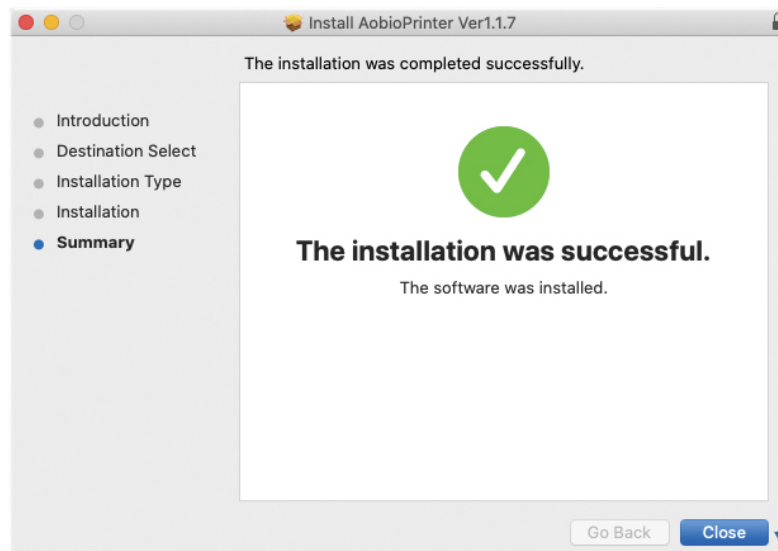 Install AobioPrinter Ver1.1.7
The installation was completed successfully.
Introduction
Destination Select
Installation Type
Installation
Summary
The installation was successful.
The software was installed.
Go Back
Close